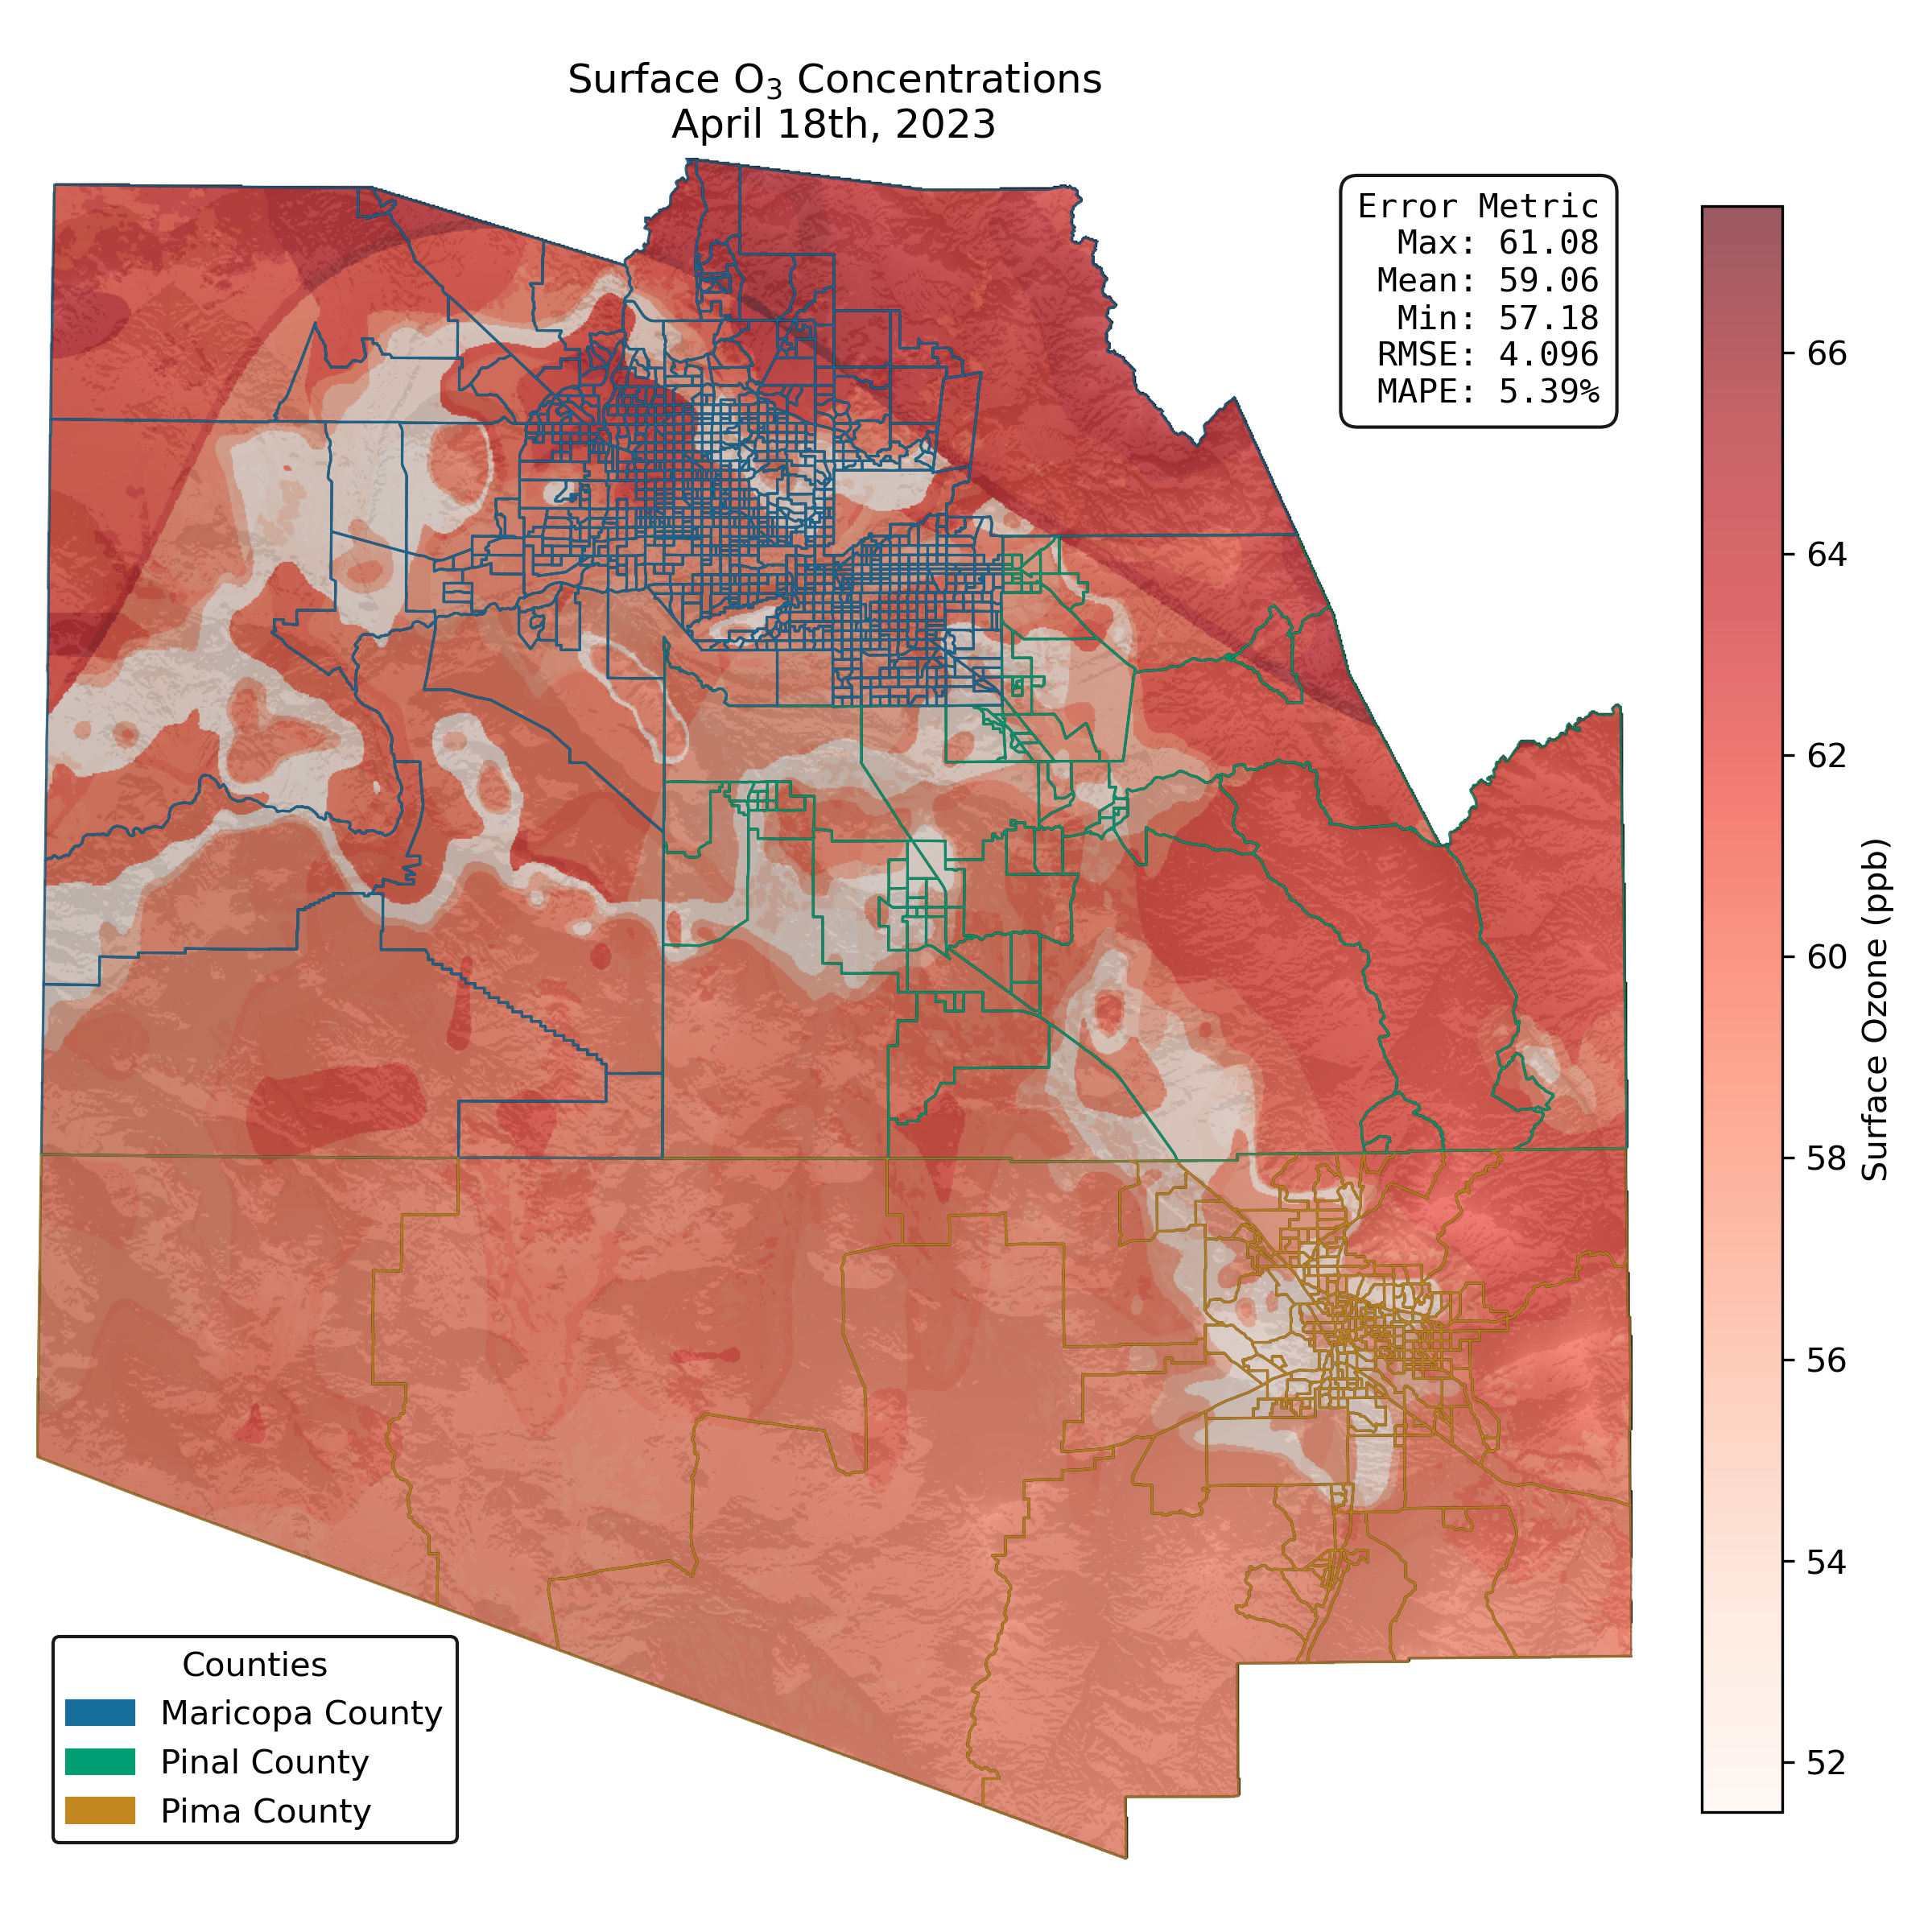 Surface O₃ Concentrations
April 18th, 2023
Error Metric
Max: 61.08
Mean: 59.06
Min: 57.18
RMSE: 4.096
MAPE: 5.39%
66
64
62
60
58
56
54
52
Surface Ozone (ppb)
Counties
Maricopa County
Pinal County
Pima County